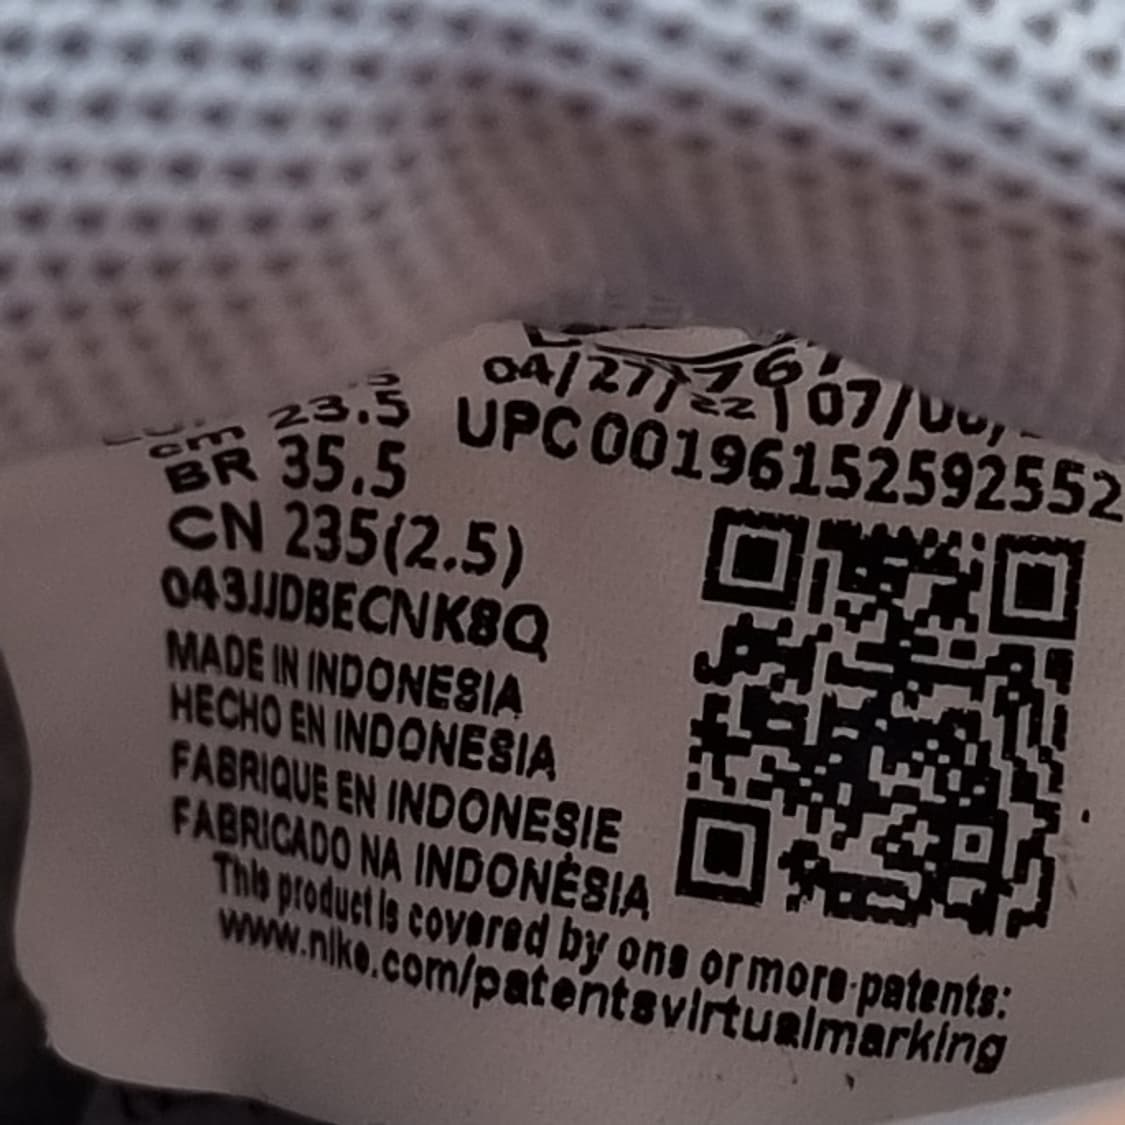 23.5
cm
BR 35.5
CN 235(2.5)
043JJDBECNK8Q
MADE IN INDONESIA
HECHO EN INDONESIA
FABRIQUE EN INDONESIE
FABRICADO NA INDONÉSIA
This product is covered by one or more patents:
www.nike.com/patentsvirtualmarking
04/27/22
UPC 00196152592552